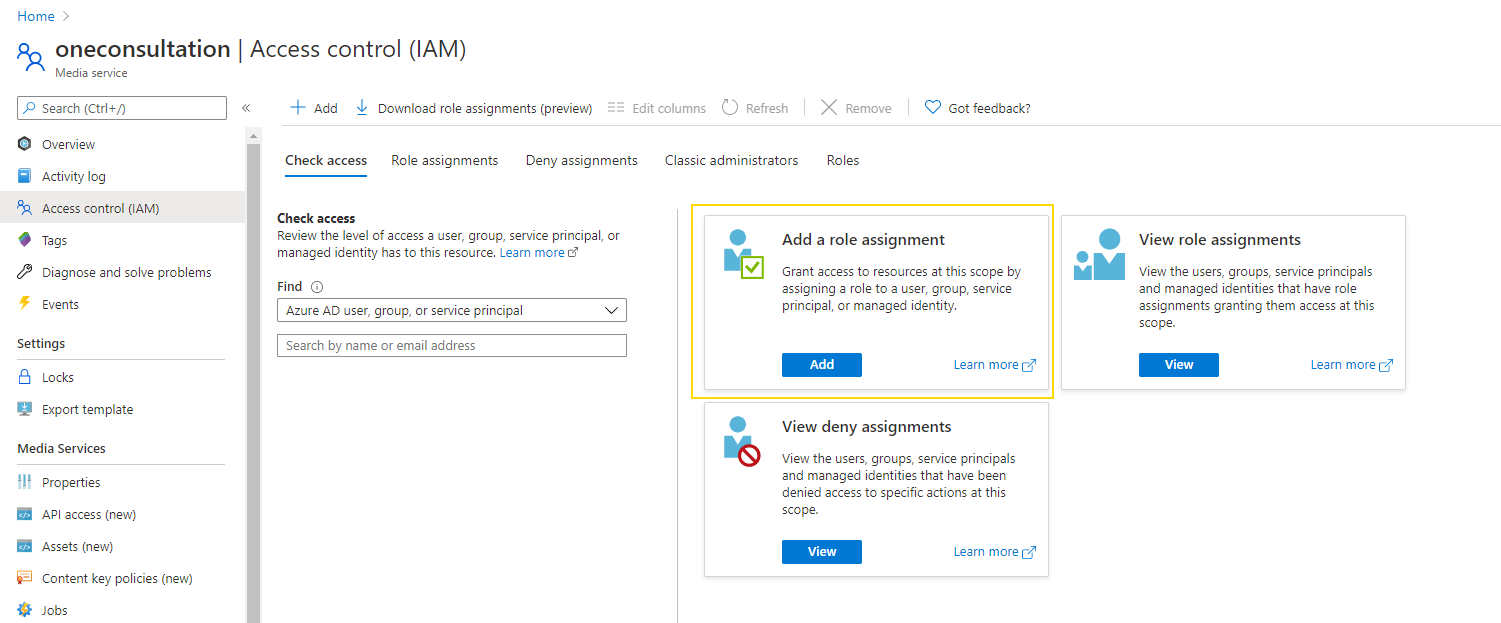 Home
oneconsultation | Access control (IAM)
Media service
Search (Ctrl+/)
Overview
Activity log
Access control (IAM)
Tags
Diagnose and solve problems
Events
Settings
Locks
Export template
Media Services
Properties
API access (new)
Assets (new)
Content key policies (new)
Jobs
Add
Download role assignments (preview)
Edit columns
Refresh
Remove
Got feedback?
Check access
Role assignments
Deny assignments
Classic administrators
Roles
Check access
Review the level of access a user, group, service principal, or
managed identity has to this resource. Learn more
Find
Azure AD user, group, or service principal
Search by name or email address
Add a role assignment
Grant access to resources at this scope by
assigning a role to a user, group, service
principal, or managed identity.
Add
Learn more
View role assignments
View the users, groups, service principals
and managed identities that have role
assignments granting them access at this
scope.
View
Learn more
View deny assignments
View the users, groups, service principals
and managed identities that have been
denied access to specific actions at this
scope.
View
Learn more